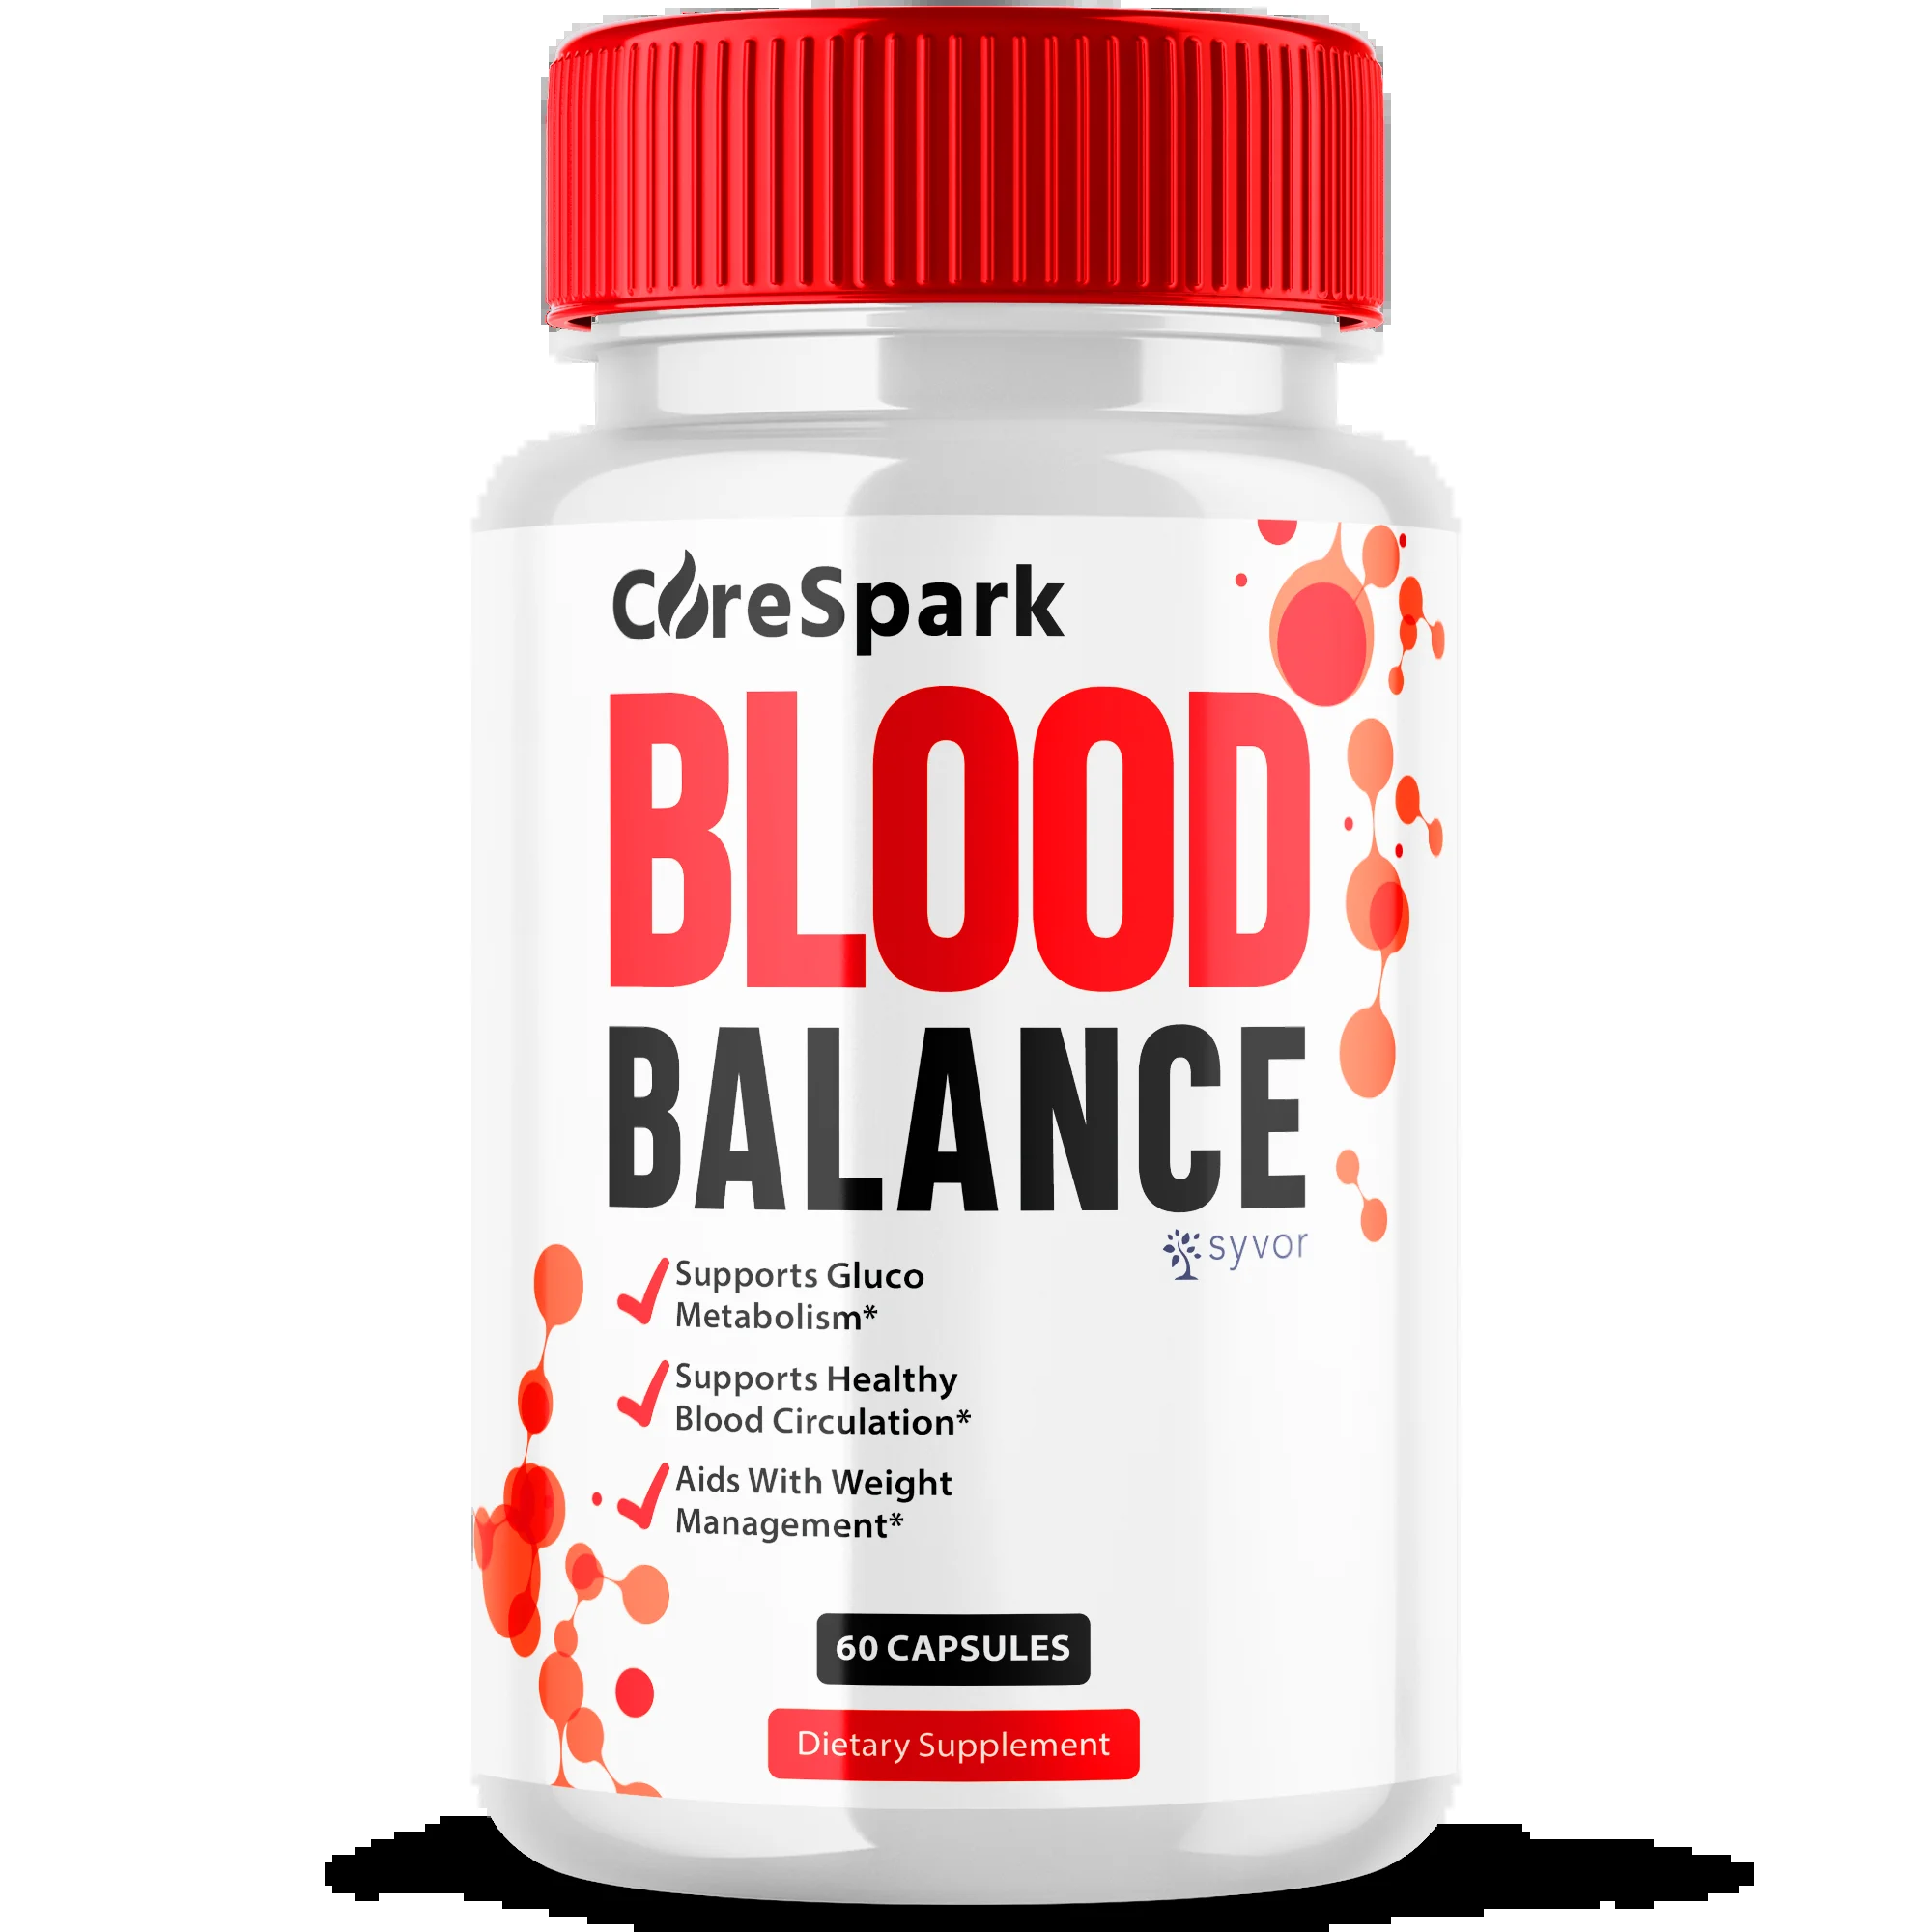 CoreSpark
BLOOD
BALANCE
syvor
Supports Gluco
Metabolism*
Supports Healthy
Blood Circulation*
Aids With Weight
Management*
60 CAPSULES
Dietary Supplement